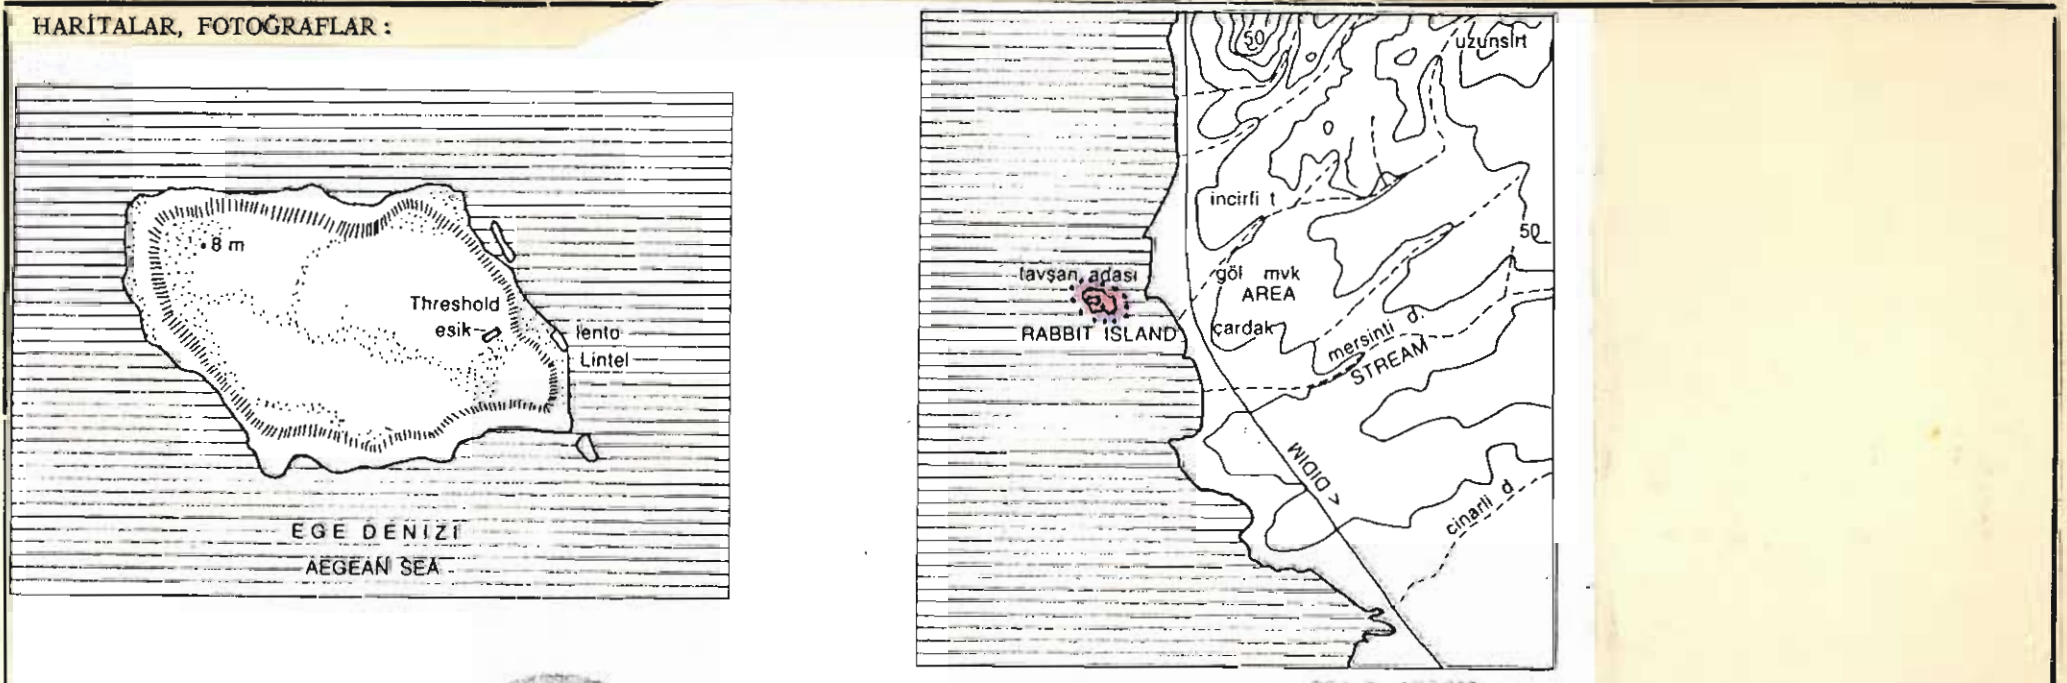 HARİTALAR, FOTOĞRAFLAR :
.8 m
Threshold
esik
lento
Lintel
EGE DENİZİ
AEGEAN SEA
50
uzunsırt
incirli t
50
tavşan adası
RABBIT ISLAND
göl mvk
AREA
çardak
mersinti d.
STREAM
< DIDIM
cinarli d